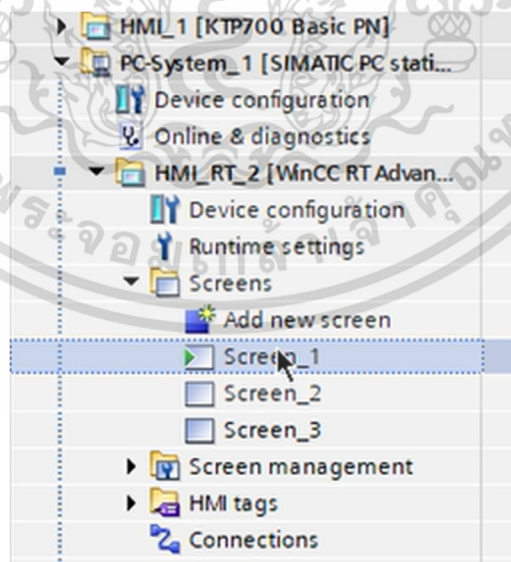 HMI_1 [KTP700 Basic PN]
PC-System_1 [SIMATIC PC stati...
Device configuration
Online & diagnostics
HMI_RT_2 [WinCC RT Advan...
Device configuration
Runtime settings
Screens
Add new screen
Screen_1
Screen_2
Screen_3
Screen management
HMI tags
Connections